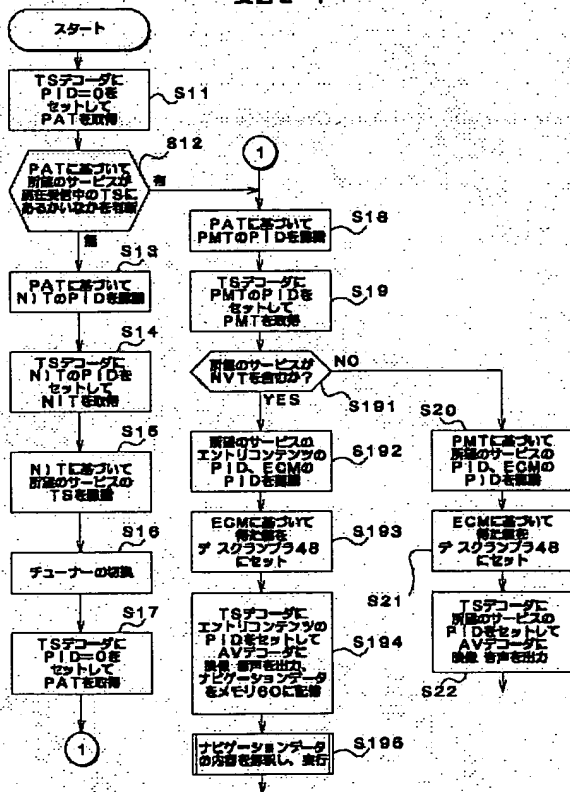 スタート
TSデコーダに
PID=0を
セットして
PATを取得
S11
PATに基づいて
所望のサービスが
現在受信中のTSに
あるかいなかを判断
S12
有
無
PATに基づいて
NITのPIDを認識
S13
TSデコーダに
NITのPIDを
セットして
NITを取得
S14
NITに基づいて
所望のサービスの
TSを認識
S15
チューナーの切換
S16
TSデコーダに
PID=0を
セットして
PATを取得
S17
1
1
PATに基づいて
PMTのPIDを認識
S18
TSデコーダに
PMTのPIDを
セットして
PMTを取得
S19
所望のサービスが
NVTを含むか?
S191
NO
YES
所望のサービスの
エントリコンテンツの
PID、ECMの
PIDを認識
S192
ECMに基づいて
得た鍵を
デスクランブラ48
にセット
S193
TSデコーダに
エントリコンテンツの
PIDをセットして
AVデコーダに
映像 音声を出力、
ナビゲーションデータ
をメモリ60に記憶
S194
ナビゲーションデータ
の内容を解釈し、実行
S195
PMTに基づいて
所望のサービスの
PID、ECMの
PIDを認識
S20
ECMに基づいて
得た鍵を
デスクランブラ48
にセット
S21
TSデコーダに
所望のサービスの
PIDをセットして
AVデコーダに
映像 音声を出力
S22